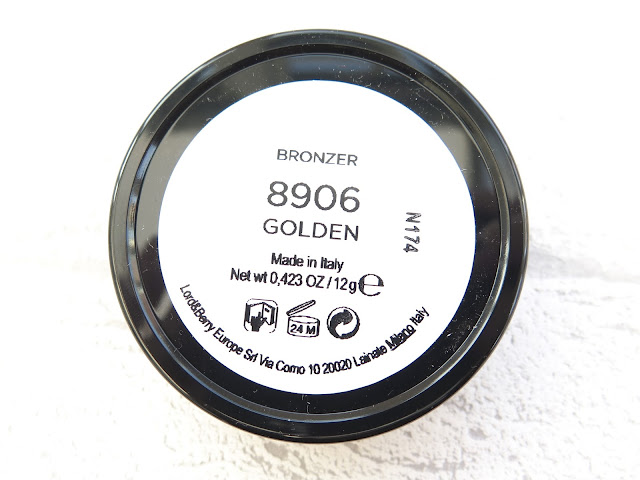 BRONZER
8906
GOLDEN
N174
Made in Italy
Net wt 0,423 OZ / 12g ℮
24 M
Lord&Berry Europe Srl Via Como 10 20020 Lainate Milano Italy